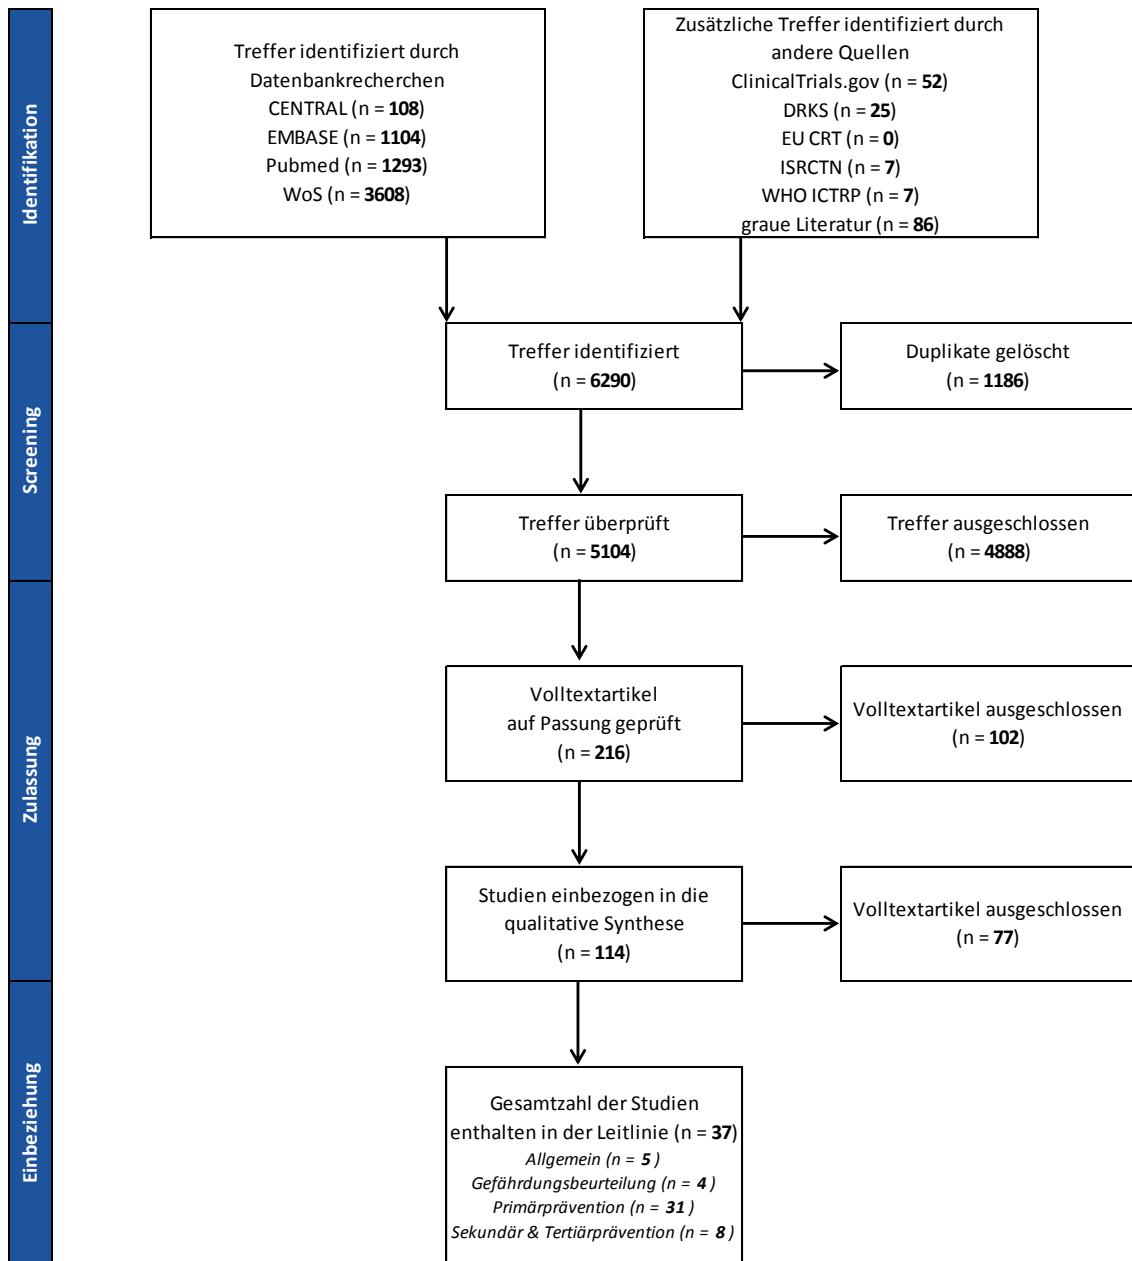 Identifikation
Treffer identifiziert durch
Datenbankrecherchen
CENTRAL (n = 108)
EMBASE (n = 1104)
Pubmed (n = 1293)
WoS (n = 3608)
Zusätzliche Treffer identifiziert durch
andere Quellen
ClinicalTrials.gov (n = 52)
DRKS (n = 25)
EU CRT (n = 0)
ISRCTN (n = 7)
WHO ICTRP (n = 7)
graue Literatur (n = 86)
Screening
Treffer identifiziert
(n = 6290)
Duplikate gelöscht
(n = 1186)
Treffer überprüft
(n = 5104)
Treffer ausgeschlossen
(n = 4888)
Zulassung
Volltextartikel
auf Passung geprüft
(n = 216)
Volltextartikel ausgeschlossen
(n = 102)
Studien einbezogen in die
qualitative Synthese
(n = 114)
Volltextartikel ausgeschlossen
(n = 77)
Einbeziehung
Gesamtzahl der Studien
enthalten in der Leitlinie (n = 37)
Allgemein (n = 5 )
Gefährdungsbeurteilung (n = 4 )
Primärprävention (n = 31 )
Sekundär & Tertiärprävention (n = 8 )